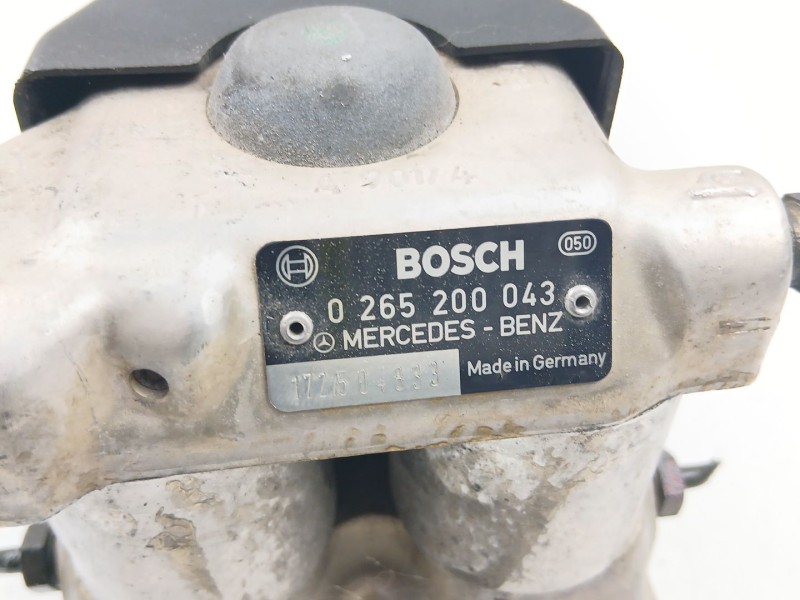 BOSCH
050
0 265 200 043
MERCEDES - BENZ
Made in Germany